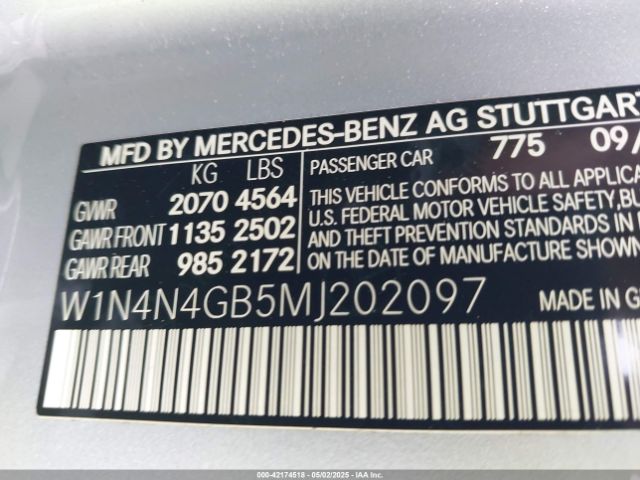 MFD BY MERCEDES-BENZ AG STUTTGART
KG LBS
PASSENGER CAR 775 09/
GVWR 2070 4564
GAWR FRONT 1135 2502
GAWR REAR 985 2172
THIS VEHICLE CONFORMS TO ALL APPLICA
U.S. FEDERAL MOTOR VEHICLE SAFETY, BU
AND THEFT PREVENTION STANDARDS IN
ON THE DATE OF MANUFACTURE SHOWN
W1N4N4GB5MJ202097
MADE IN G
000-42174518 05/02/2025 IAAI.COM